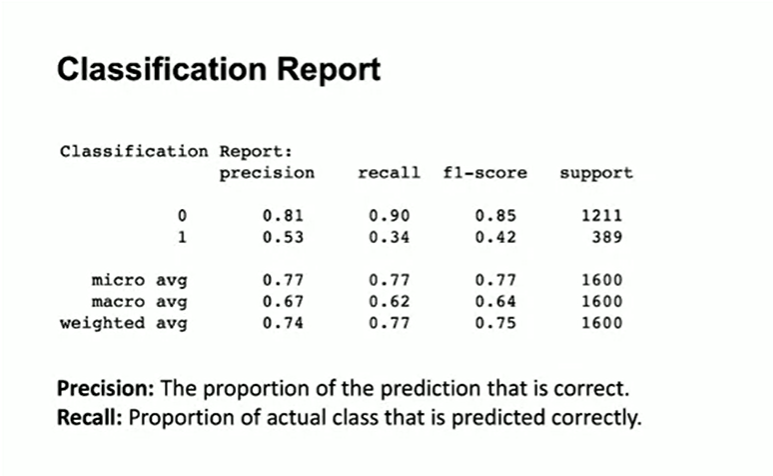 Classification Report
Classification Report:
precision recall f1-score support
0 0.81 0.90 0.85 1211
1 0.53 0.34 0.42 389
micro avg 0.77 0.77 0.77 1600
macro avg 0.67 0.62 0.64 1600
weighted avg 0.74 0.77 0.75 1600
Precision: The proportion of the prediction that is correct.
Recall: Proportion of actual class that is predicted correctly.